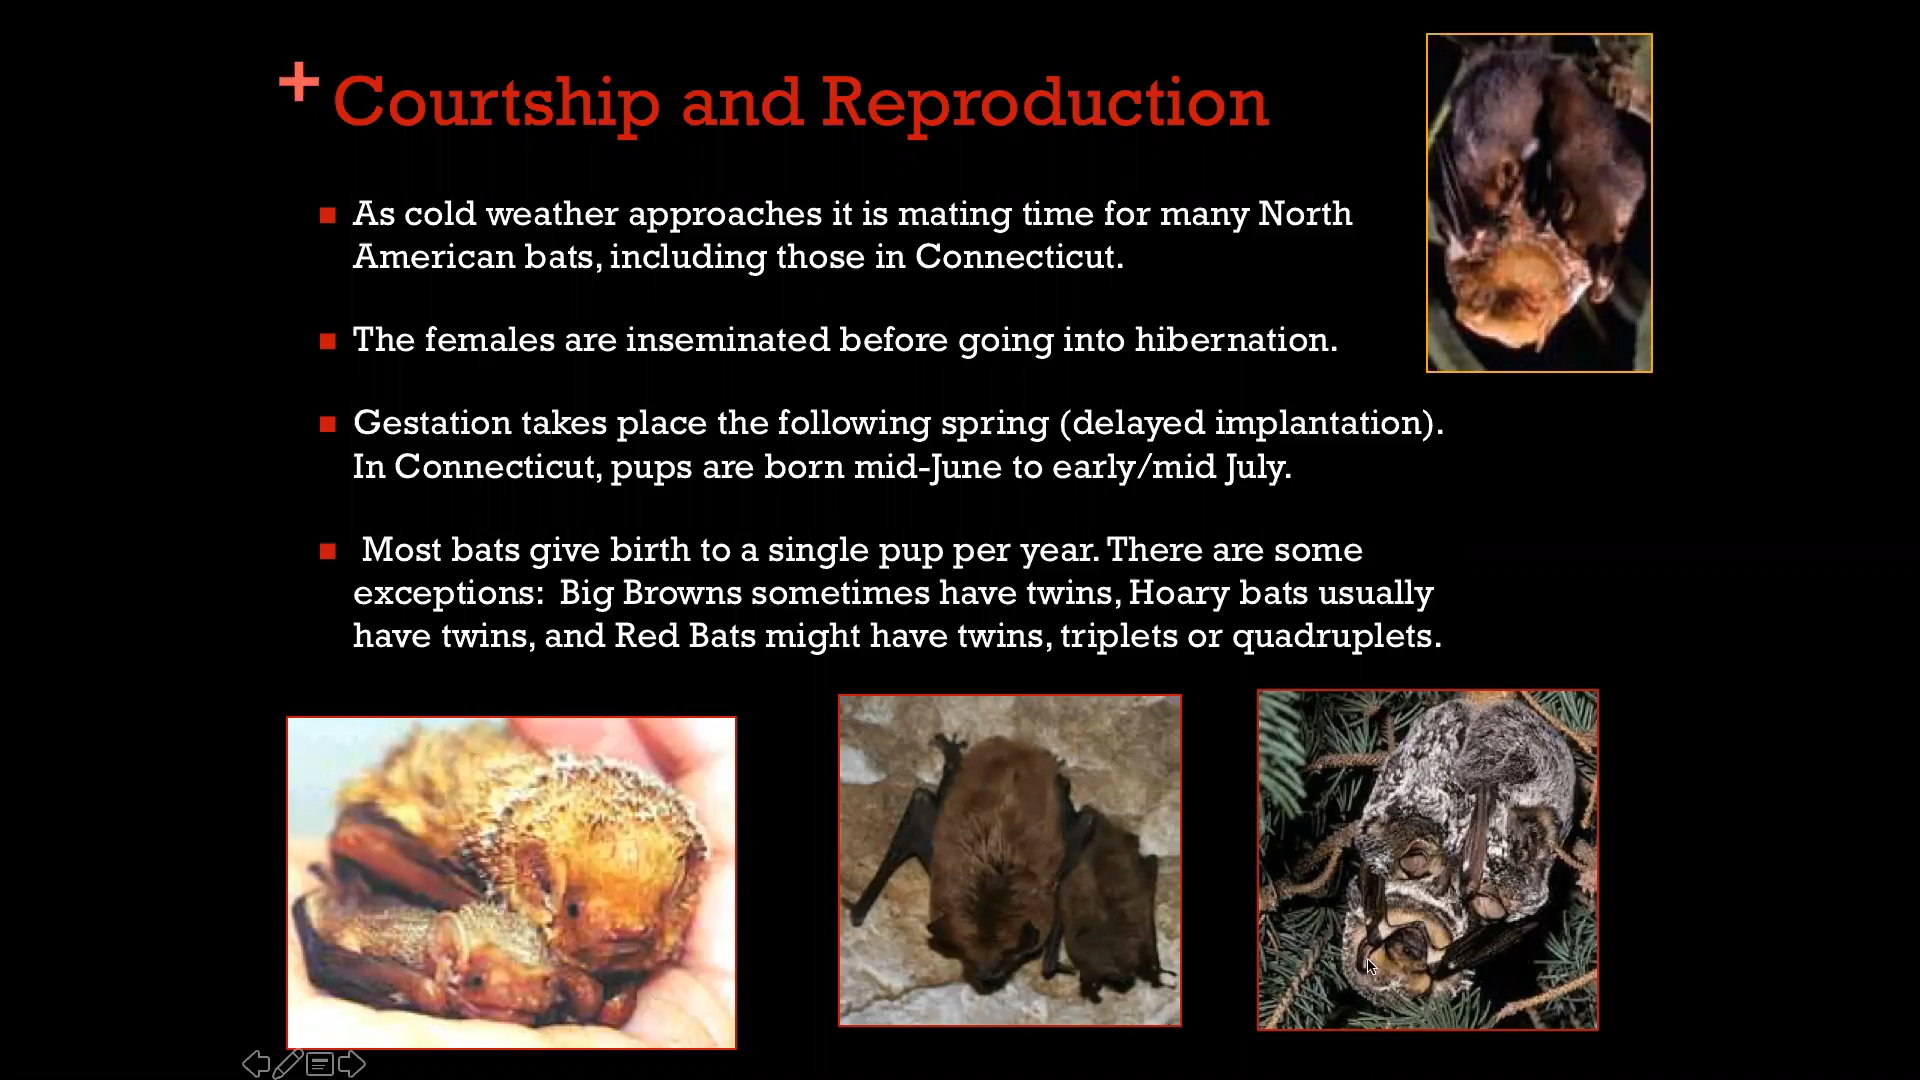 + Courtship and Reproduction
As cold weather approaches it is mating time for many North
American bats, including those in Connecticut.
The females are inseminated before going into hibernation.
Gestation takes place the following spring (delayed implantation).
In Connecticut, pups are born mid-June to early/mid July.
Most bats give birth to a single pup per year. There are some
exceptions: Big Browns sometimes have twins, Hoary bats usually
have twins, and Red Bats might have twins, triplets or quadruplets.